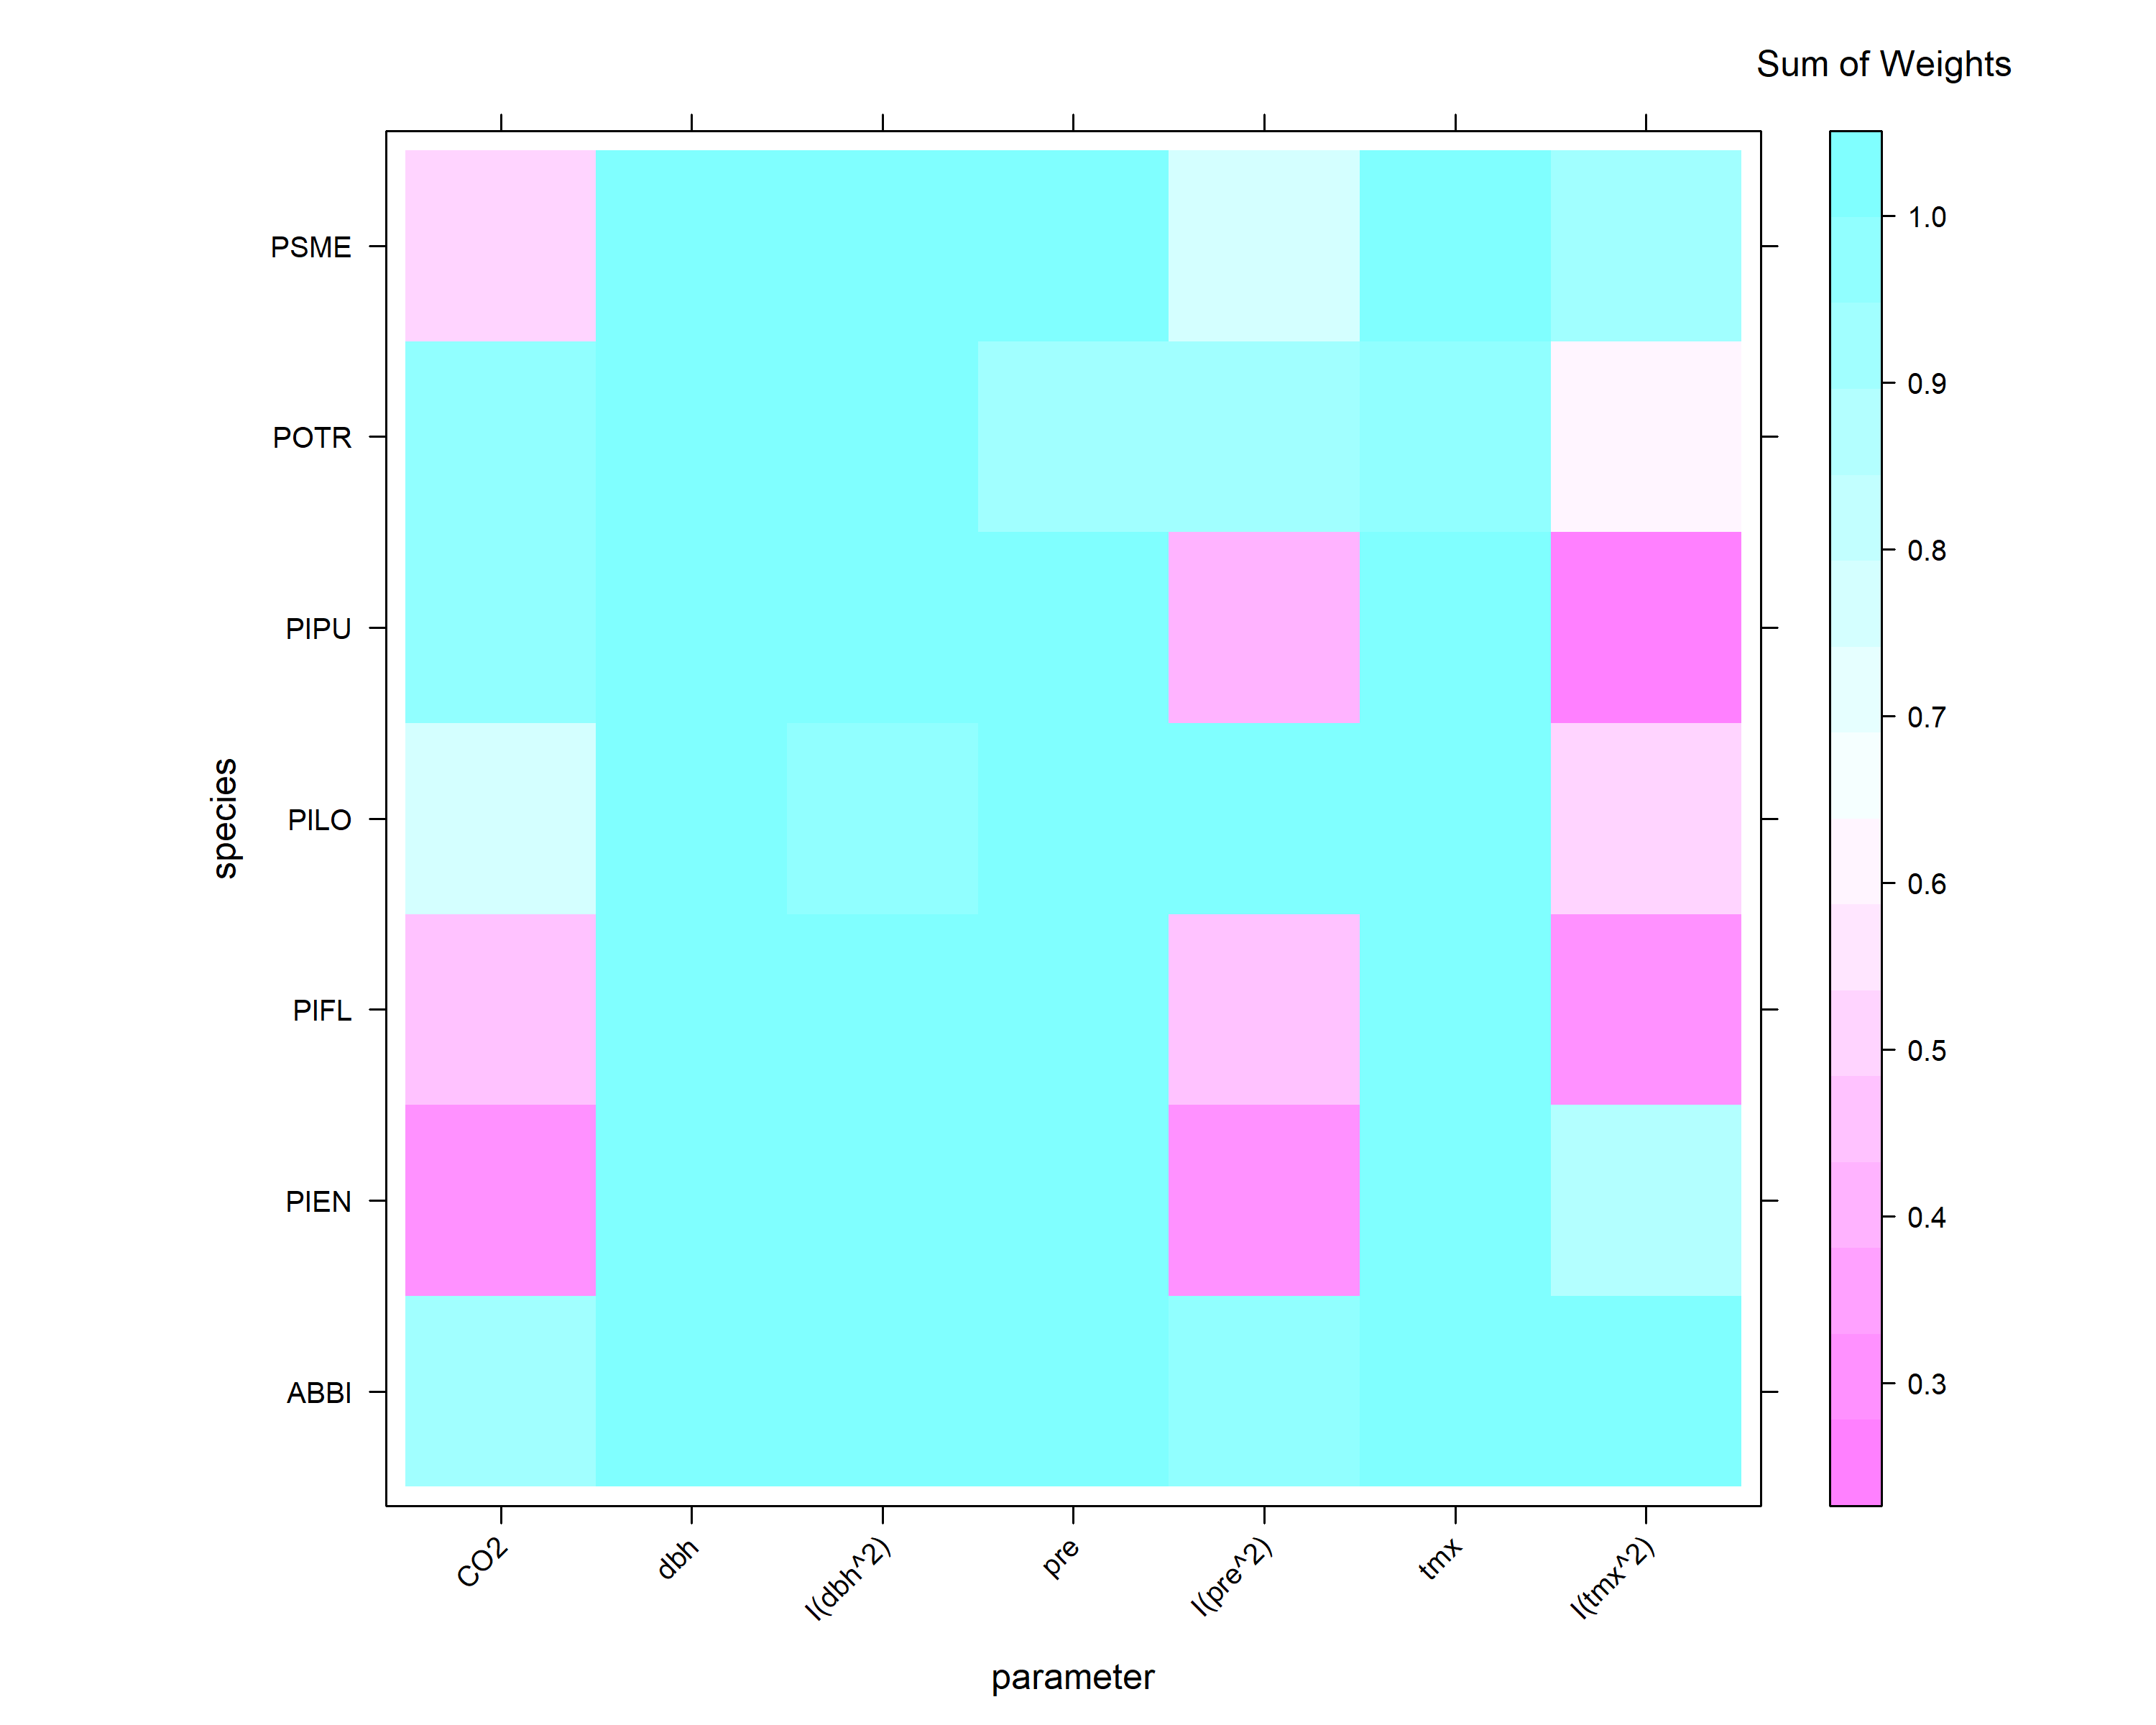 Sum of Weights
PSME
POTR
PIPU
PILO
PIFL
PIEN
ABBI
species
CO2
dbh
I(dbh^2)
pre
I(pre^2)
tmx
I(tmx^2)
parameter
1.0
0.9
0.8
0.7
0.6
0.5
0.4
0.3